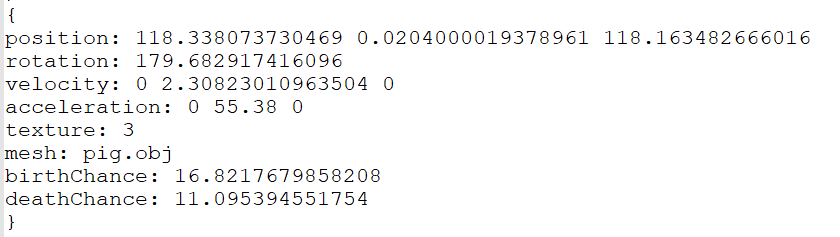 {
position: 118.338073730469 0.0204000019378961 118.163482666016
rotation: 179.682917416096
velocity: 0 2.30823010963504 0
acceleration: 0 55.38 0
texture: 3
mesh: pig.obj
birthChance: 16.8217679858208
deathChance: 11.095394551754
}